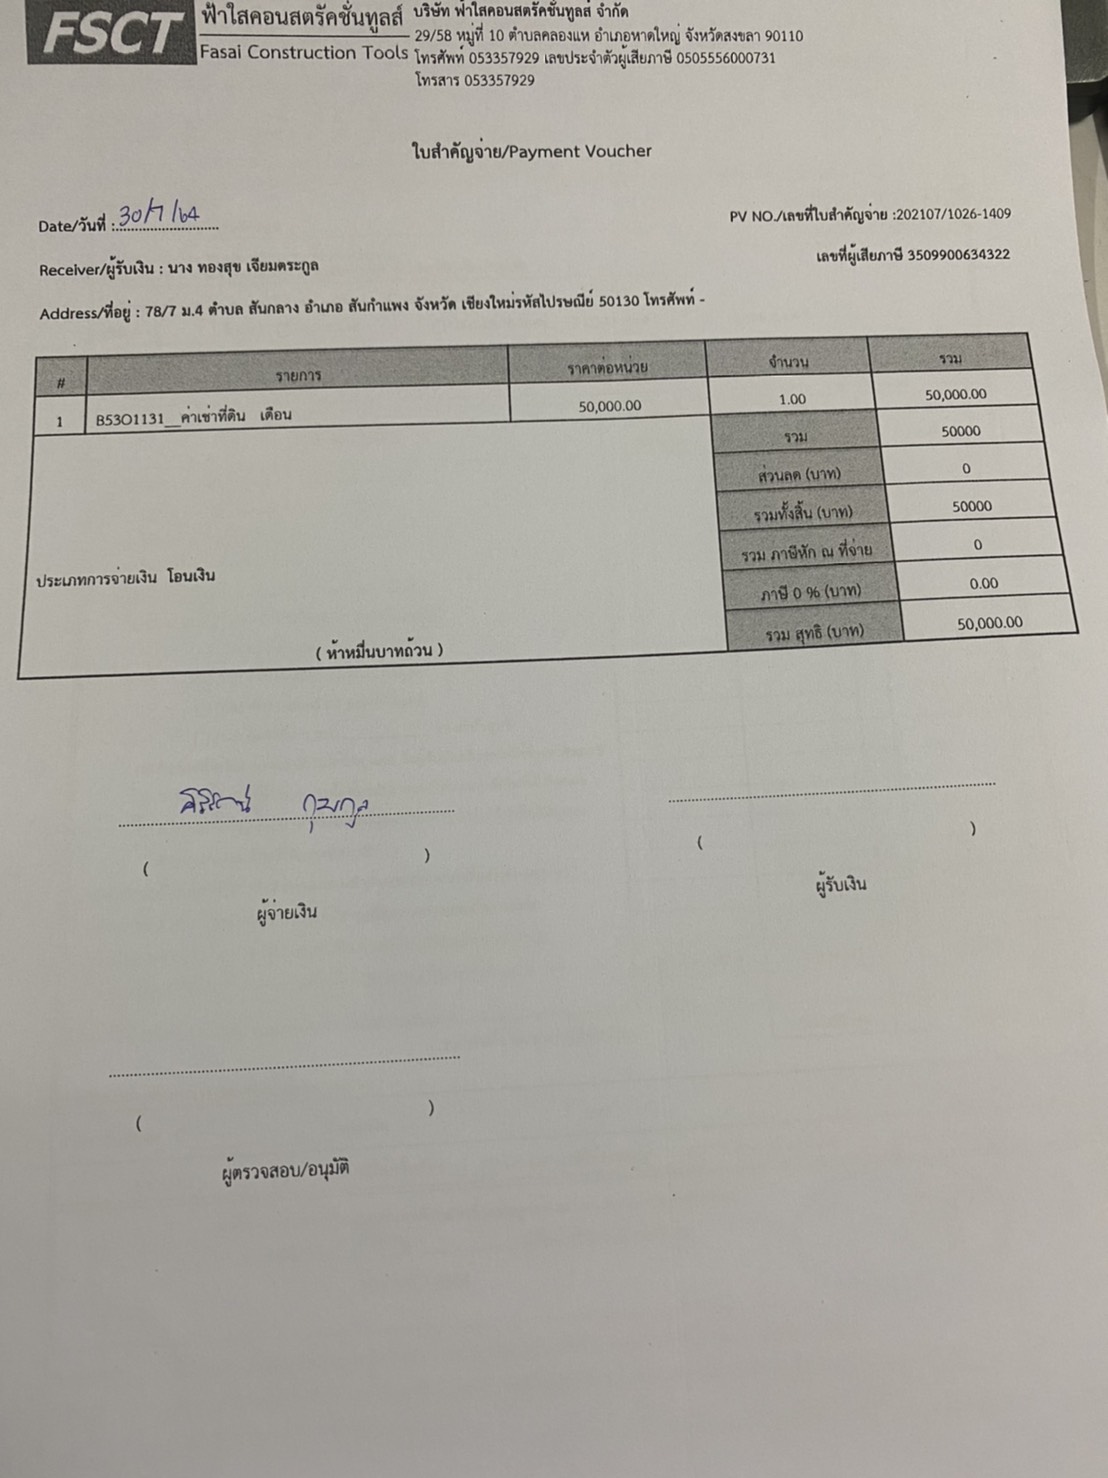 FSCT
ฟ้าใสคอนสตรัคชั่นทูลส์
Fasai Construction Tools
บริษัท ฟ้าใสคอนสตรัคชั่นทูลส์ จำกัด
29/58 หมู่ที่ 10 ตำบลคลองแห อำเภอหาดใหญ่ จังหวัดสงขลา 90110
โทรศัพท์ 053357929 เลขประจำตัวผู้เสียภาษี 0505556000731
โทรสาร 053357929
ใบสำคัญจ่าย/Payment Voucher
Date/วันที่ : 30/7/64
PV NO./เลขที่ใบสำคัญจ่าย :202107/1026-1409
Receiver/ผู้รับเงิน : นาง ทองสุข เจียมตระกูล
เลขที่ผู้เสียภาษี 3509900634322
Address/ที่อยู่ : 78/7 ม.4 ตำบล สันกลาง อำเภอ สันกำแพง จังหวัด เชียงใหม่รหัสไปรษณีย์ 50130 โทรศัพท์ -
# รายการ ราคาต่อหน่วย จำนวน รวม
1 B53O1131__ค่าเช่าที่ดิน เดือน 50,000.00 1.00 50,000.00
รวม 50000
ส่วนลด (บาท) 0
รวมทั้งสิ้น (บาท) 50000
รวม ภาษีหัก ณ ที่จ่าย 0
ประเภทการจ่ายเงิน โอนเงิน
ภาษี 0 % (บาท) 0.00
( ห้าหมื่นบาทถ้วน )
รวม สุทธิ (บาท) 50,000.00
( )
( )
ผู้จ่ายเงิน
ผู้รับเงิน
( )
ผู้ตรวจสอบ/อนุมัติ